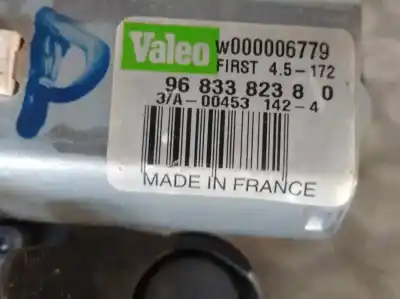 P
Valeo W000006779
FIRST 4.5-172
96 833 823 8 0
3/A-00453 142-4
MADE IN FRANCE